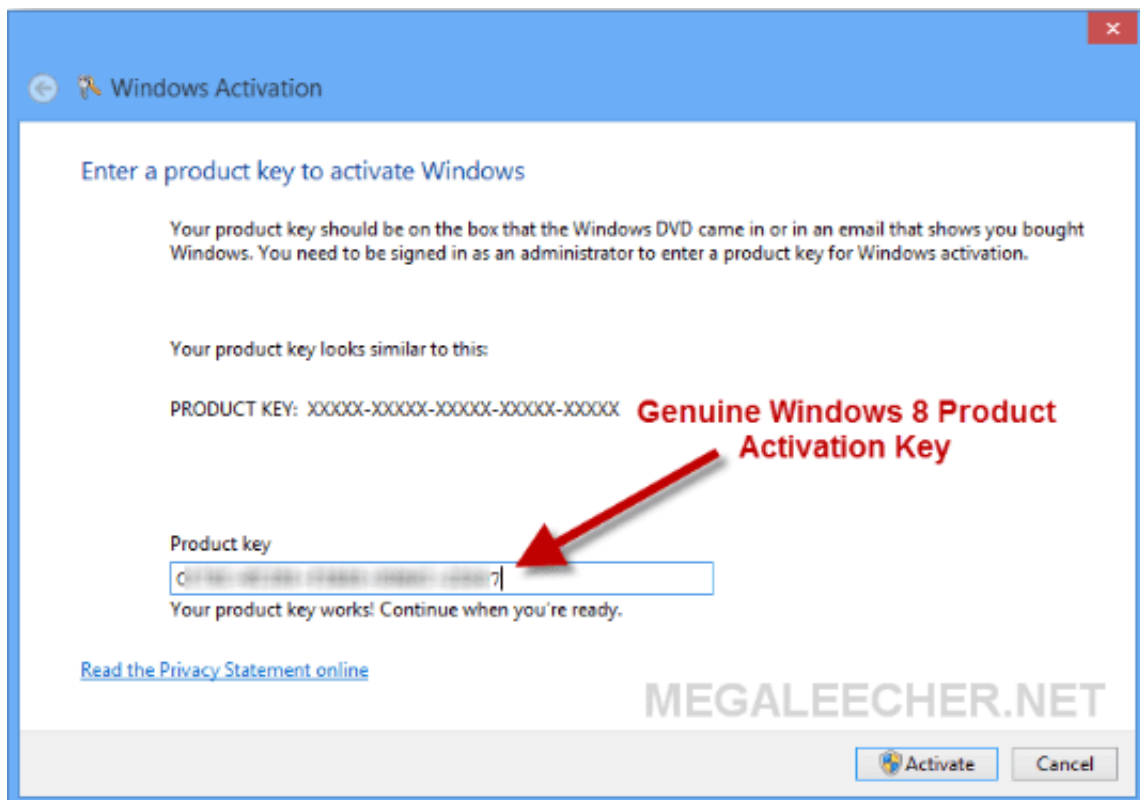 Windows Activation
Enter a product key to activate Windows
Your product key should be on the box that the Windows DVD came in or in an email that shows you bought
Windows. You need to be signed in as an administrator to enter a product key for Windows activation.
Your product key looks similar to this:
PRODUCT KEY: XXXXX-XXXXX-XXXXX-XXXXX-XXXXX
Genuine Windows 8 Product
Activation Key
Product key
Your product key works! Continue when you're ready.
Read the Privacy Statement online
MEGALEECHER.NET
Activate
Cancel